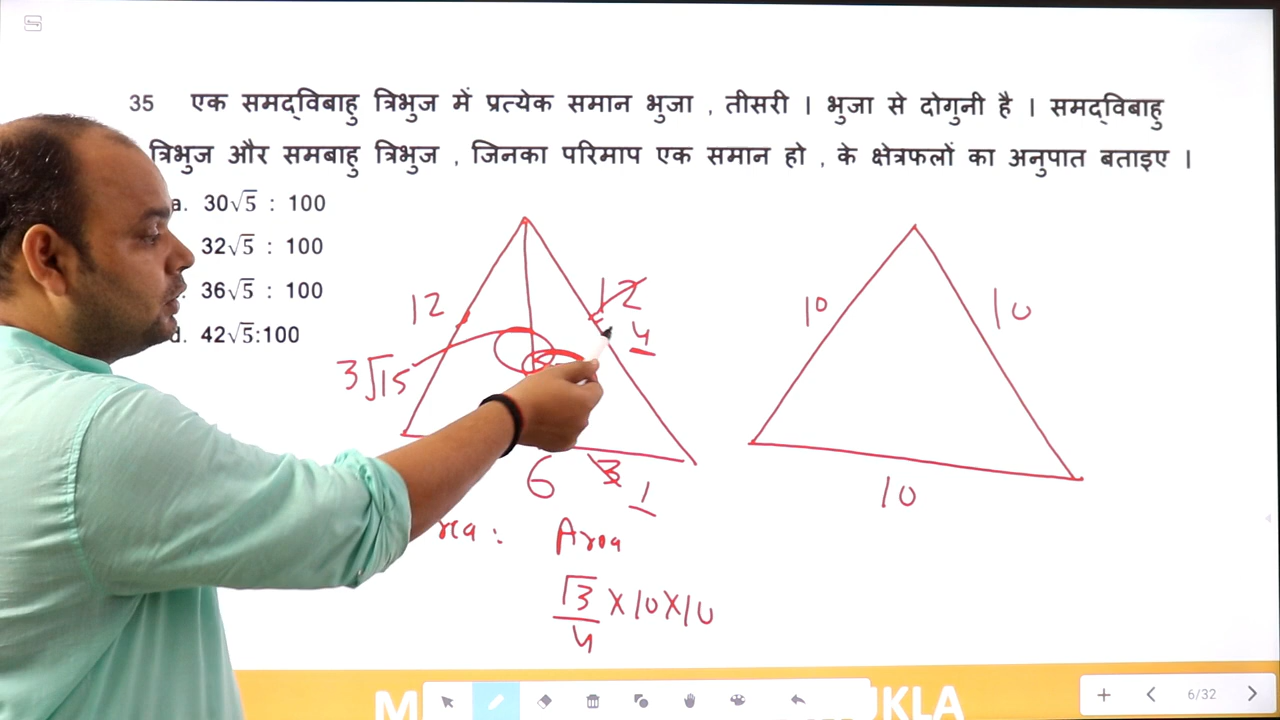 35 एक समद्विबाहु त्रिभुज में प्रत्येक समान भुजा , तीसरी । भुजा से दोगुनी है । समद्विबाहु
त्रिभुज और समबाहु त्रिभुज , जिनका परिमाप एक समान हो , के क्षेत्रफलों का अनुपात बताइए ।
a. 30√5 : 100
32√5 : 100
36√5 : 100
d. 42√5:100
12
12
4
3√15
6
3
1
10
10
10
Area
√3/4 × 10 × 10
6/32